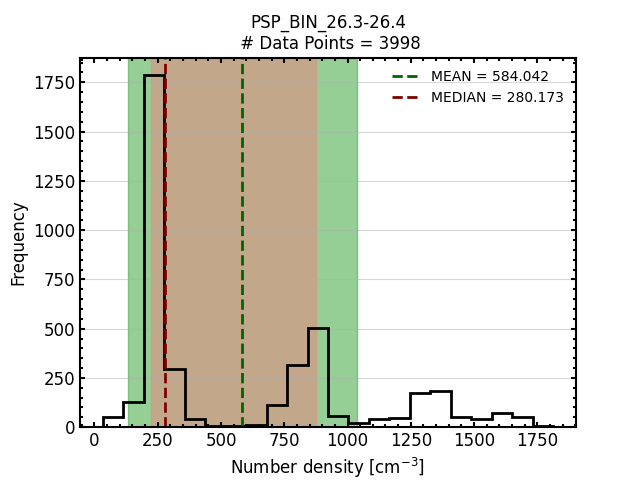 PSP_BIN_26.3-26.4
# Data Points = 3998
MEAN = 584.042
MEDIAN = 280.173
Frequency
1750
1500
1250
1000
750
500
250
0
0 250 500 750 1000 1250 1500 1750
Number density [cm⁻³]